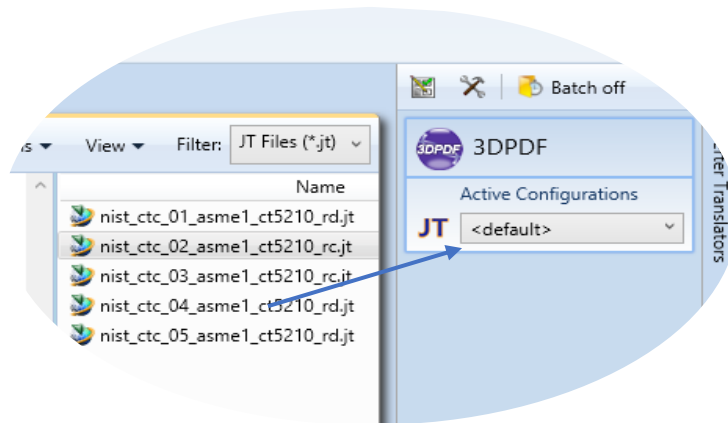 Batch off
View
Filter:
JT Files (*.jt)
3DPDF
3DPDF
Name
Active Configurations
nist_ctc_01_asme1_ct5210_rd.jt
JT
<default>
nist_ctc_02_asme1_ct5210_rc.jt
nist_ctc_03_asme1_ct5210_rc.jt
nist_ctc_04_asme1_ct5210_rd.jt
nist_ctc_05_asme1_ct5210_rd.jt
Translators